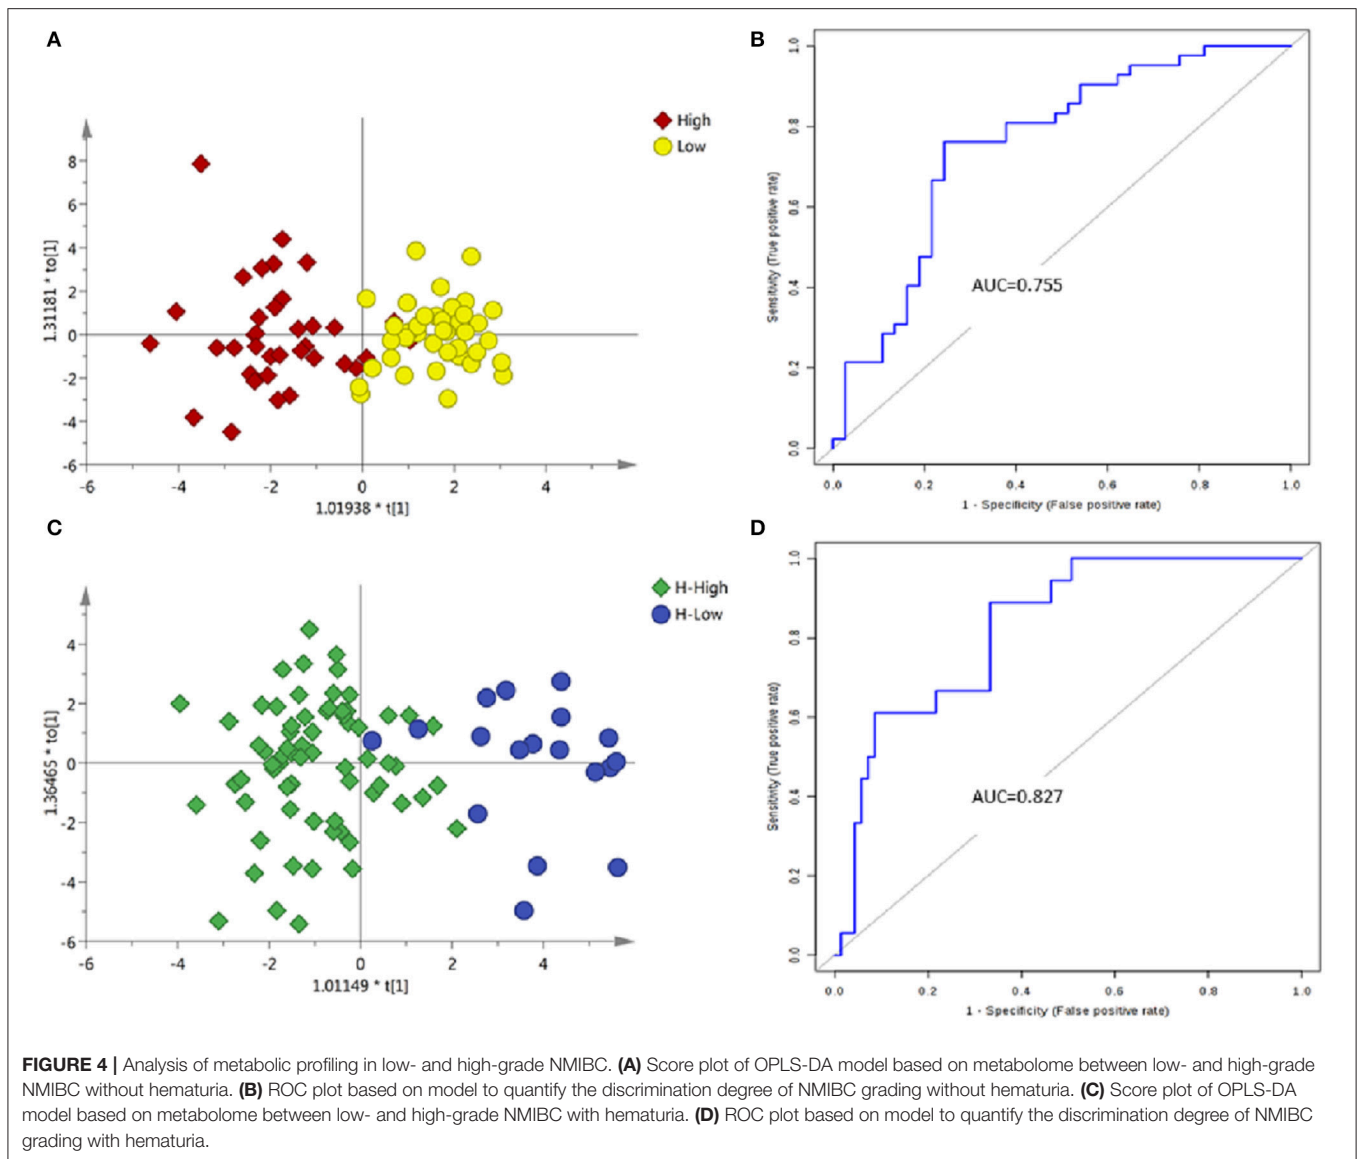 A
High
Low
8
6
4
2
0
-2
-4
-6
-6 -4 -2 0 2 4
1.31181 * to[1]
1.01938 * t[1]
B
1.0
0.8
0.6
0.4
0.2
0.0
0.0 0.2 0.4 0.6 0.8 1.0
Sensitivity (True positive rate)
AUC=0.755
1 - Specificity (False positive rate)
C
H-High
H-Low
4
2
0
-2
-4
-6
-6 -4 -2 0 2 4
1.36465 * to[1]
1.01149 * t[1]
D
1.0
0.8
0.6
0.4
0.2
0.0
0.0 0.2 0.4 0.6 0.8 1.0
Sensitivity (True positive rate)
AUC=0.827
1 - Specificity (False positive rate)
FIGURE 4 | Analysis of metabolic profiling in low- and high-grade NMIBC. (A) Score plot of OPLS-DA model based on metabolome between low- and high-grade
NMIBC without hematuria. (B) ROC plot based on model to quantify the discrimination degree of NMIBC grading without hematuria. (C) Score plot of OPLS-DA
model based on metabolome between low- and high-grade NMIBC with hematuria. (D) ROC plot based on model to quantify the discrimination degree of NMIBC
grading with hematuria.